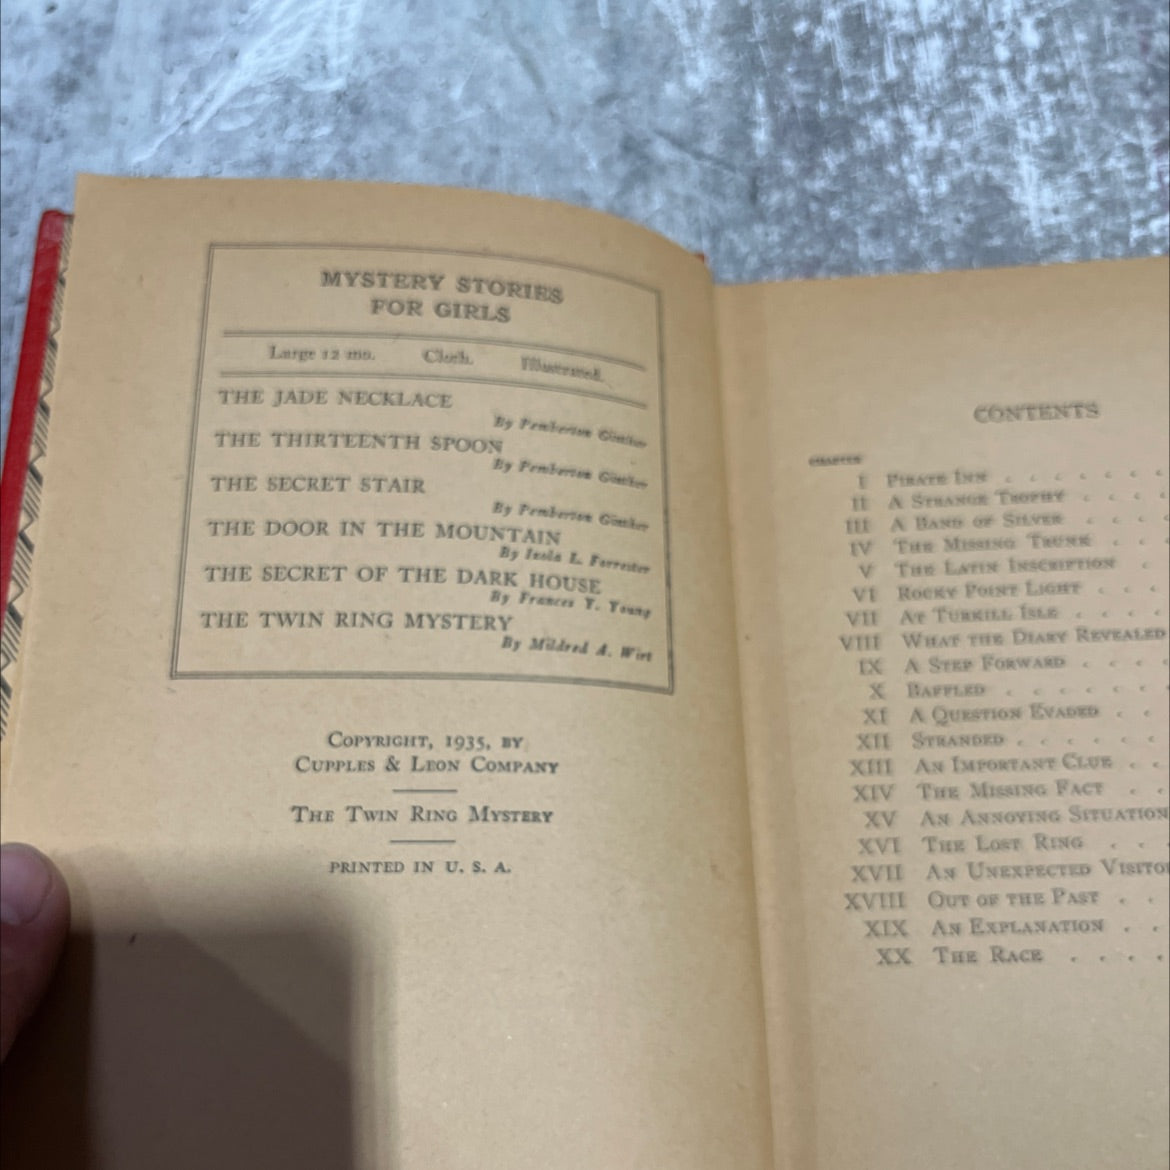 MYSTERY STORIES
FOR GIRLS
Large 12 mo. Cloth. Illustrated.
THE JADE NECKLACE
By Pemberton Ginther
THE THIRTEENTH SPOON
By Pemberton Ginther
THE SECRET STAIR
By Pemberton Ginther
THE DOOR IN THE MOUNTAIN
By Izola L. Forrester
THE SECRET OF THE DARK HOUSE
By Frances Y. Young
THE TWIN RING MYSTERY
By Mildred A. Wirt
COPYRIGHT, 1935, BY
CUPPLES & LEON COMPANY
THE TWIN RING MYSTERY
PRINTED IN U. S. A.
CONTENTS
CHAPTER
I PIRATE INN . . . . . .
II A STRANGE TROPHY . . . .
III A BAND OF SILVER . . . .
IV THE MISSING TRUNK . . .
V THE LATIN INSCRIPTION .
VI ROCKY POINT LIGHT . . .
VII AT TURKILL ISLE . . . .
VIII WHAT THE DIARY REVEALED
IX A STEP FORWARD . . . .
X BAFFLED . . . . . .
XI A QUESTION EVADED . .
XII STRANDED . . . . . .
XIII AN IMPORTANT CLUE . .
XIV THE MISSING FACT . .
XV AN ANNOYING SITUATION
XVI THE LOST RING . . .
XVII AN UNEXPECTED VISITO
XVIII OUT OF THE PAST . .
XIX AN EXPLANATION . .
XX THE RACE . . . .